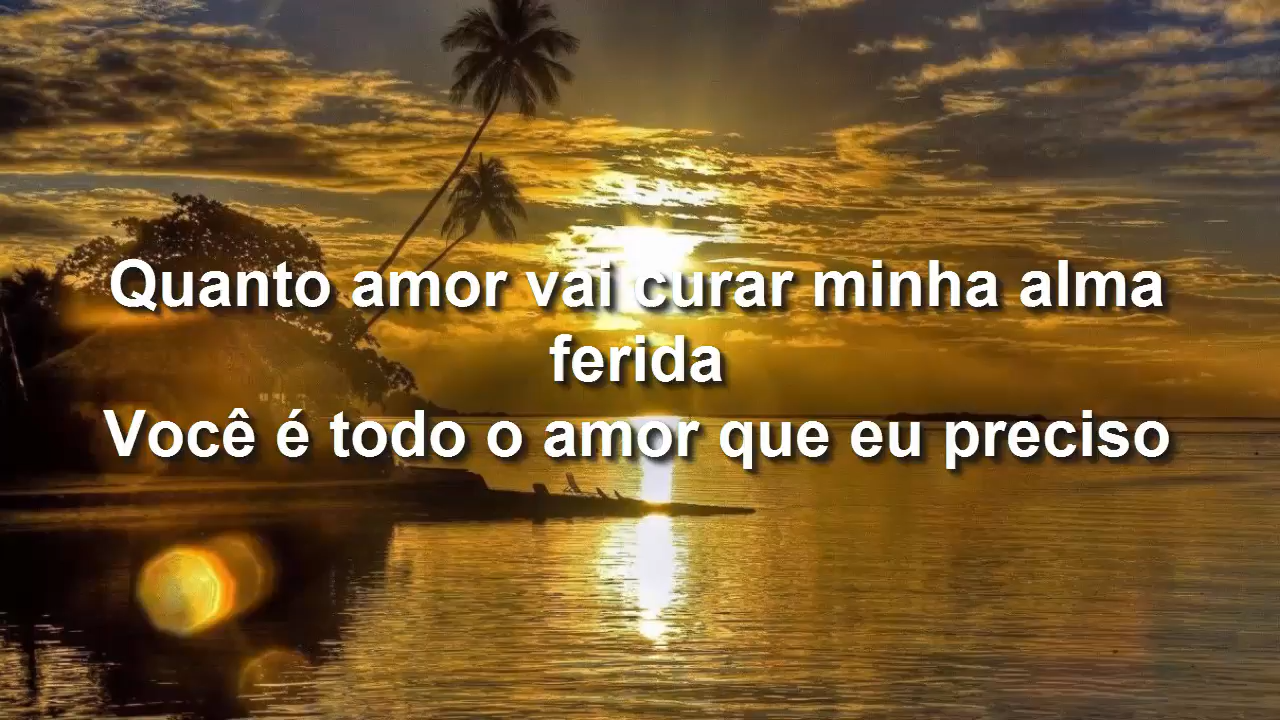 Quanto amor vai curar minha alma
ferida
Você é todo o amor que eu preciso